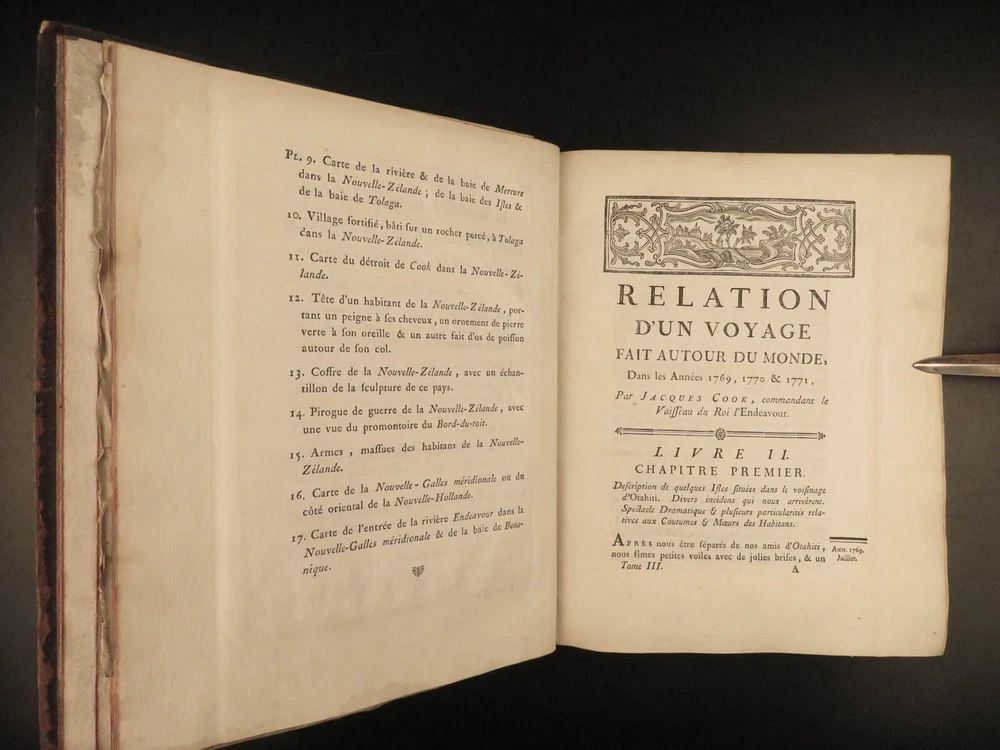 Pl. 9. Carte de la rivière & de la baie de Mercure
dans la Nouvelle-Zélande ; de la baie des Iſles &
de la baie de Tolaga.
10. Village fortifié, bâti ſur un rocher percé, à Tolaga
dans la Nouvelle-Zélande.
11. Carte du détroit de Cook dans la Nouvelle-Zé-
lande.
12. Tête d'un habitant de la Nouvelle-Zélande, por-
tant un peigne à ſes cheveux, un ornement de pierre
verte à ſon oreille & un autre fait d'os de poiſſon
autour de ſon col.
13. Coffre de la Nouvelle-Zélande, avec un échan-
tillon de la sculpture de ce pays.
14. Pirogue de guerre de la Nouvelle-Zélande, avec
une vue du promontoire du Bord-du-toit.
15. Armes, maſſues des habitans de la Nouvelle-
Zélande.
16. Carte de la Nouvelle-Galles méridionale ou du
côté oriental de la Nouvelle-Hollande.
17. Carte de l'entrée de la rivière Endeavour dans la
Nouvelle-Galles méridionale & de la baie de Bota-
nique.
RELATION
D'UN VOYAGE
FAIT AUTOUR DU MONDE,
Dans les Années 1769, 1770 & 1771,
Par JACQUES COOK, commandant le
Vaiſſeau du Roi l'Endeavour.
LIVRE II.
CHAPITRE PREMIER.
Deſcription de quelques Iſles ſituées dans le voiſinage
d'Otahiti. Divers incidens qui nous arrivèrent.
Spectacle Dramatique & pluſieurs particularités rela-
tives aux Coutumes & Mœurs des Habitans.
APRÈS nous être ſéparés de nos amis d'Otahiti,
nous fîmes petites voiles avec de jolies briſes, & un
Ann. 1769.
Juillet.
Tome III.
A